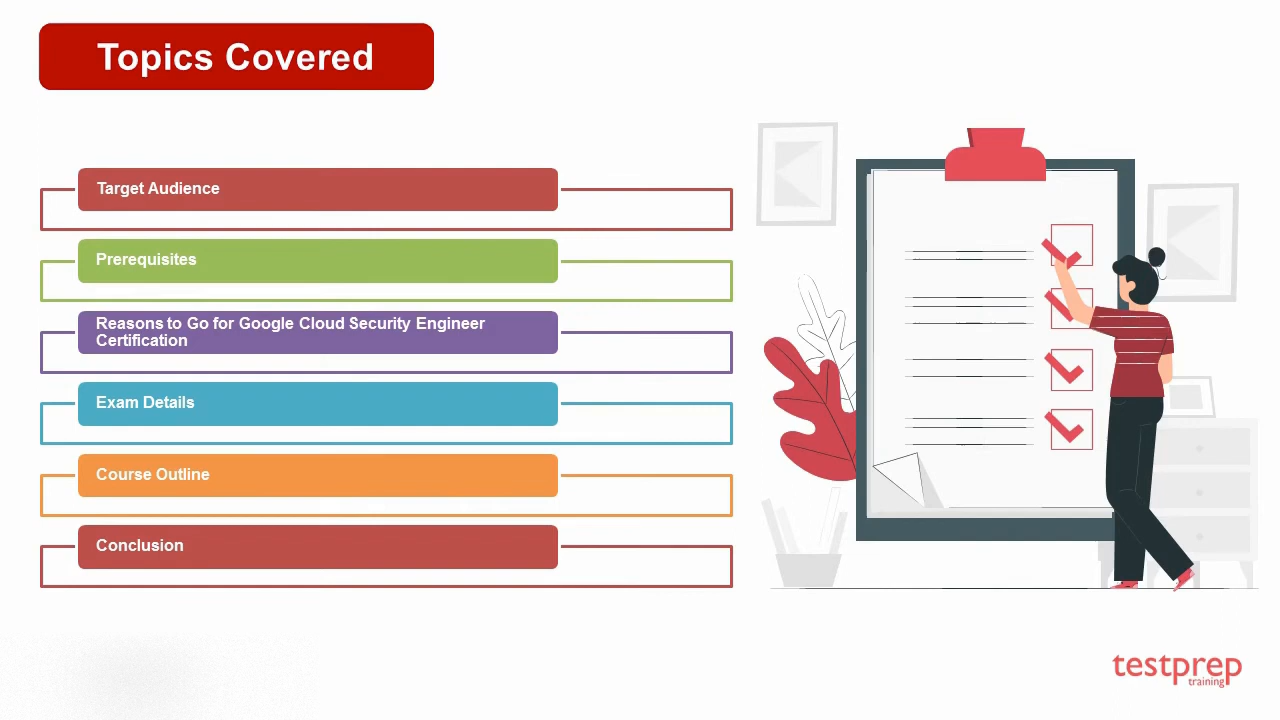 Topics Covered
Target Audience
Prerequisites
Reasons to Go for Google Cloud Security Engineer
Certification
Exam Details
Course Outline
Conclusion
testprep
training